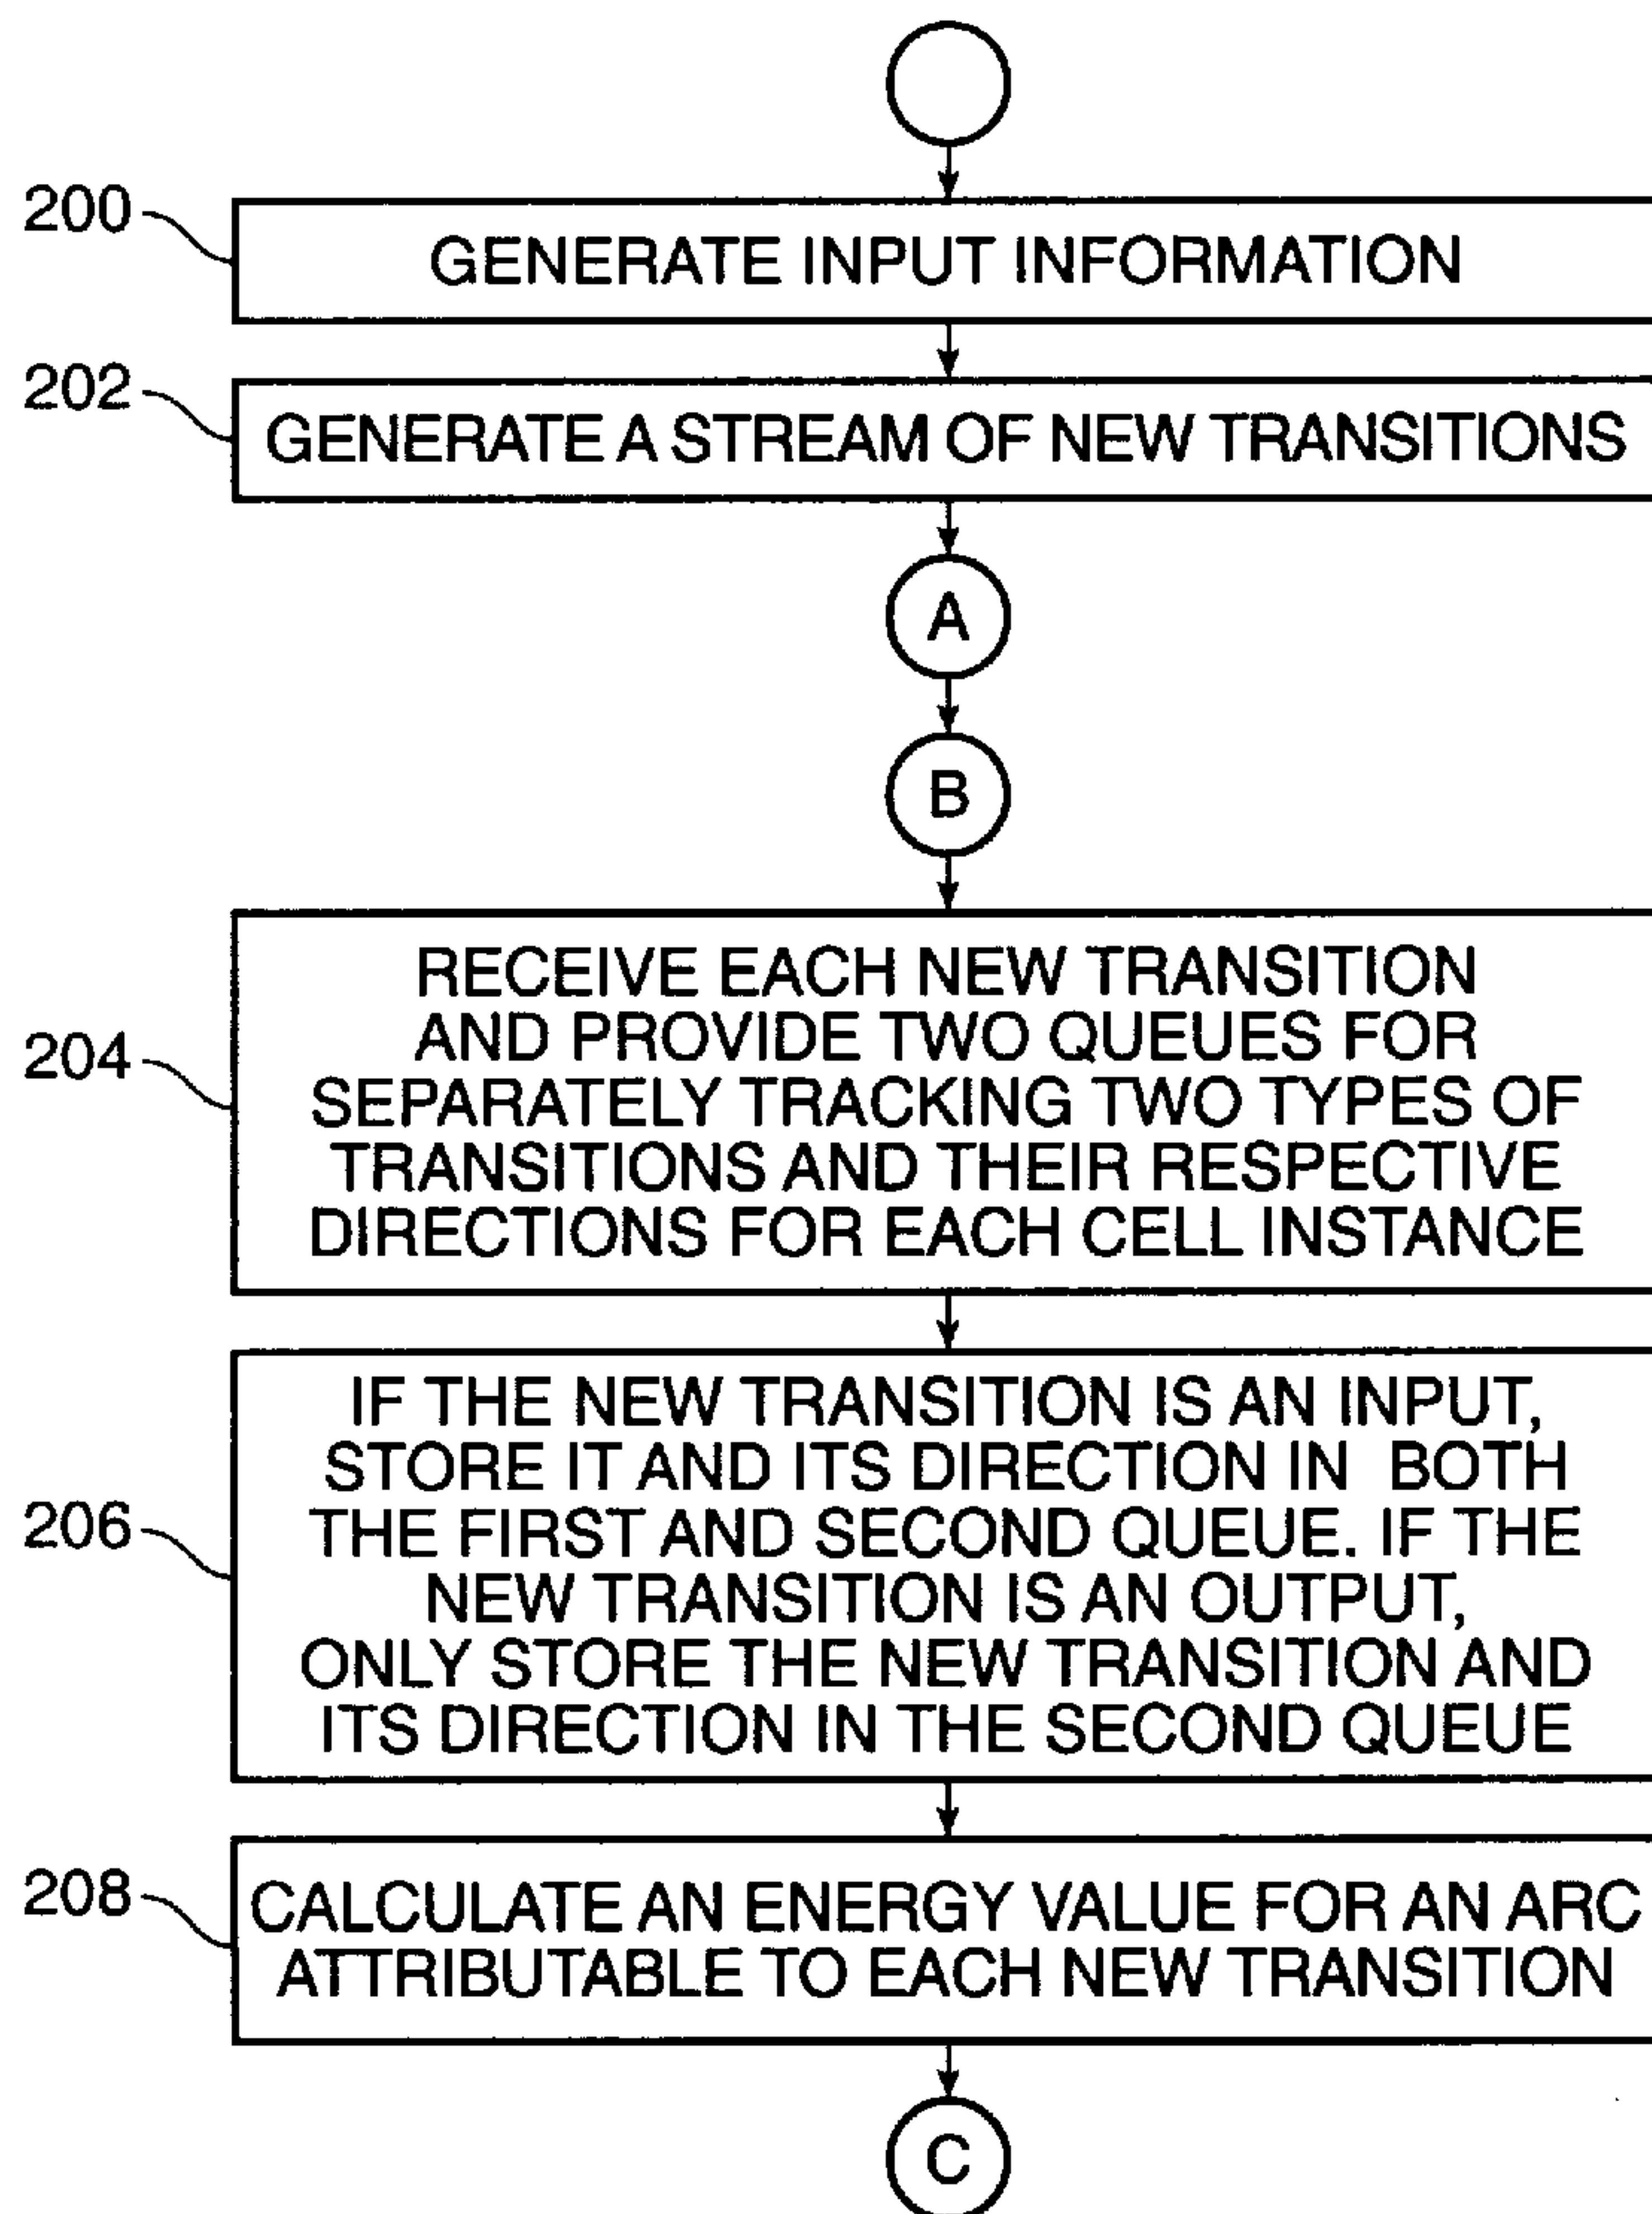 200
GENERATE INPUT INFORMATION
202
GENERATE A STREAM OF NEW TRANSITIONS
A
B
204
RECEIVE EACH NEW TRANSITION
AND PROVIDE TWO QUEUES FOR
SEPARATELY TRACKING TWO TYPES OF
TRANSITIONS AND THEIR RESPECTIVE
DIRECTIONS FOR EACH CELL INSTANCE
206
IF THE NEW TRANSITION IS AN INPUT,
STORE IT AND ITS DIRECTION IN BOTH
THE FIRST AND SECOND QUEUE. IF THE
NEW TRANSITION IS AN OUTPUT,
ONLY STORE THE NEW TRANSITION AND
ITS DIRECTION IN THE SECOND QUEUE
208
CALCULATE AN ENERGY VALUE FOR AN ARC
ATTRIBUTABLE TO EACH NEW TRANSITION
C